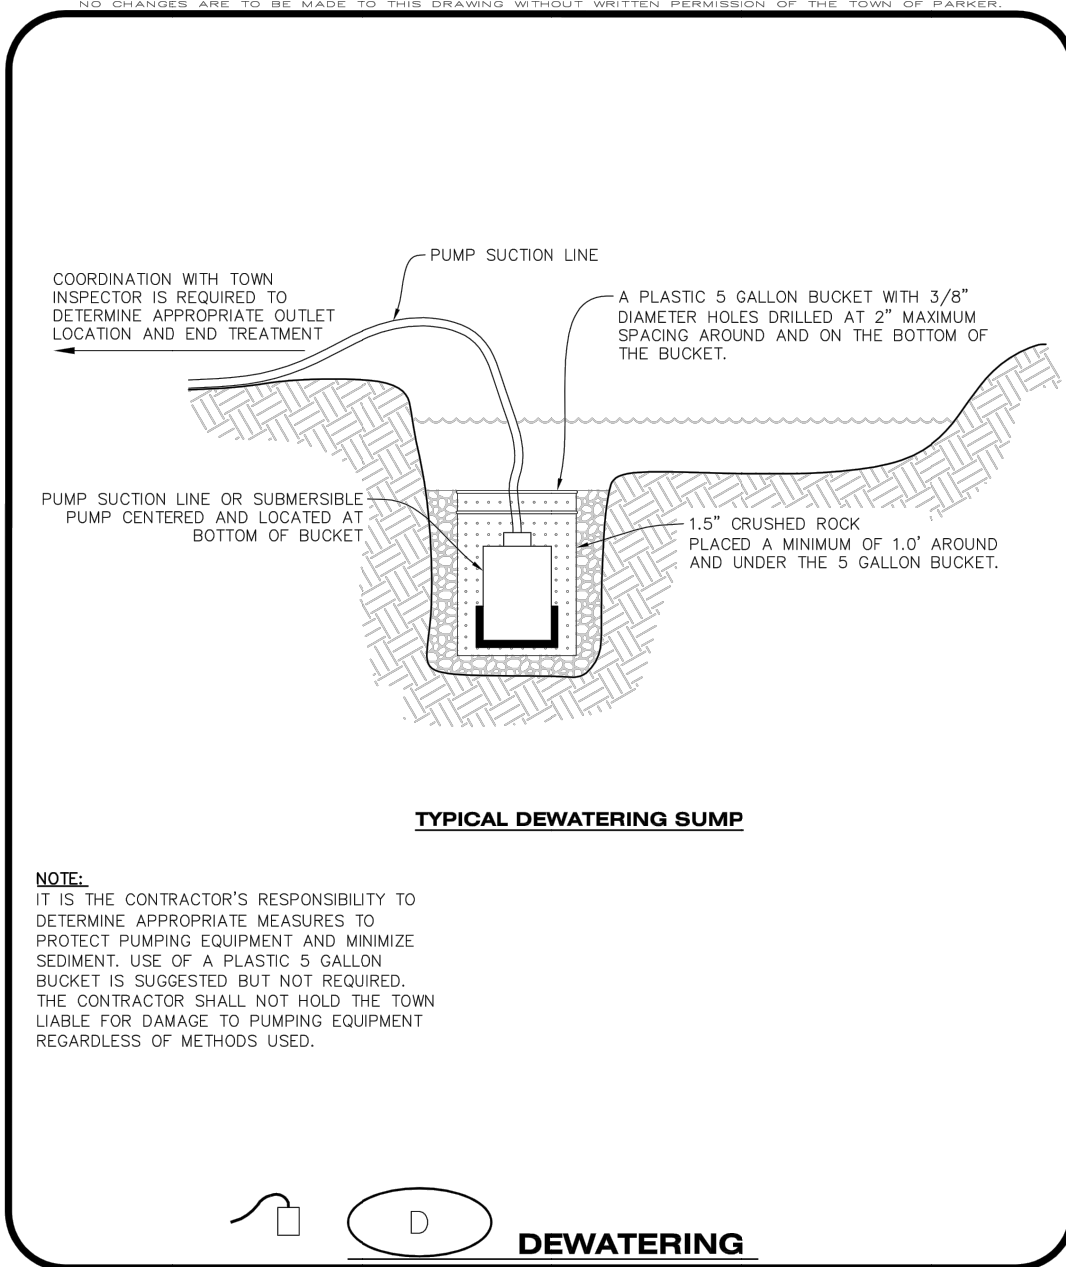 NO CHANGES ARE TO BE MADE TO THIS DRAWING WITHOUT WRITTEN PERMISSION OF THE TOWN OF PARKER.
PUMP SUCTION LINE
COORDINATION WITH TOWN
INSPECTOR IS REQUIRED TO
DETERMINE APPROPRIATE OUTLET
LOCATION AND END TREATMENT
A PLASTIC 5 GALLON BUCKET WITH 3/8"
DIAMETER HOLES DRILLED AT 2" MAXIMUM
SPACING AROUND AND ON THE BOTTOM OF
THE BUCKET.
PUMP SUCTION LINE OR SUBMERSIBLE
PUMP CENTERED AND LOCATED AT
BOTTOM OF BUCKET
1.5" CRUSHED ROCK
PLACED A MINIMUM OF 1.0' AROUND
AND UNDER THE 5 GALLON BUCKET.
TYPICAL DEWATERING SUMP
NOTE:
IT IS THE CONTRACTOR'S RESPONSIBILITY TO
DETERMINE APPROPRIATE MEASURES TO
PROTECT PUMPING EQUIPMENT AND MINIMIZE
SEDIMENT. USE OF A PLASTIC 5 GALLON
BUCKET IS SUGGESTED BUT NOT REQUIRED.
THE CONTRACTOR SHALL NOT HOLD THE TOWN
LIABLE FOR DAMAGE TO PUMPING EQUIPMENT
REGARDLESS OF METHODS USED.
D
DEWATERING